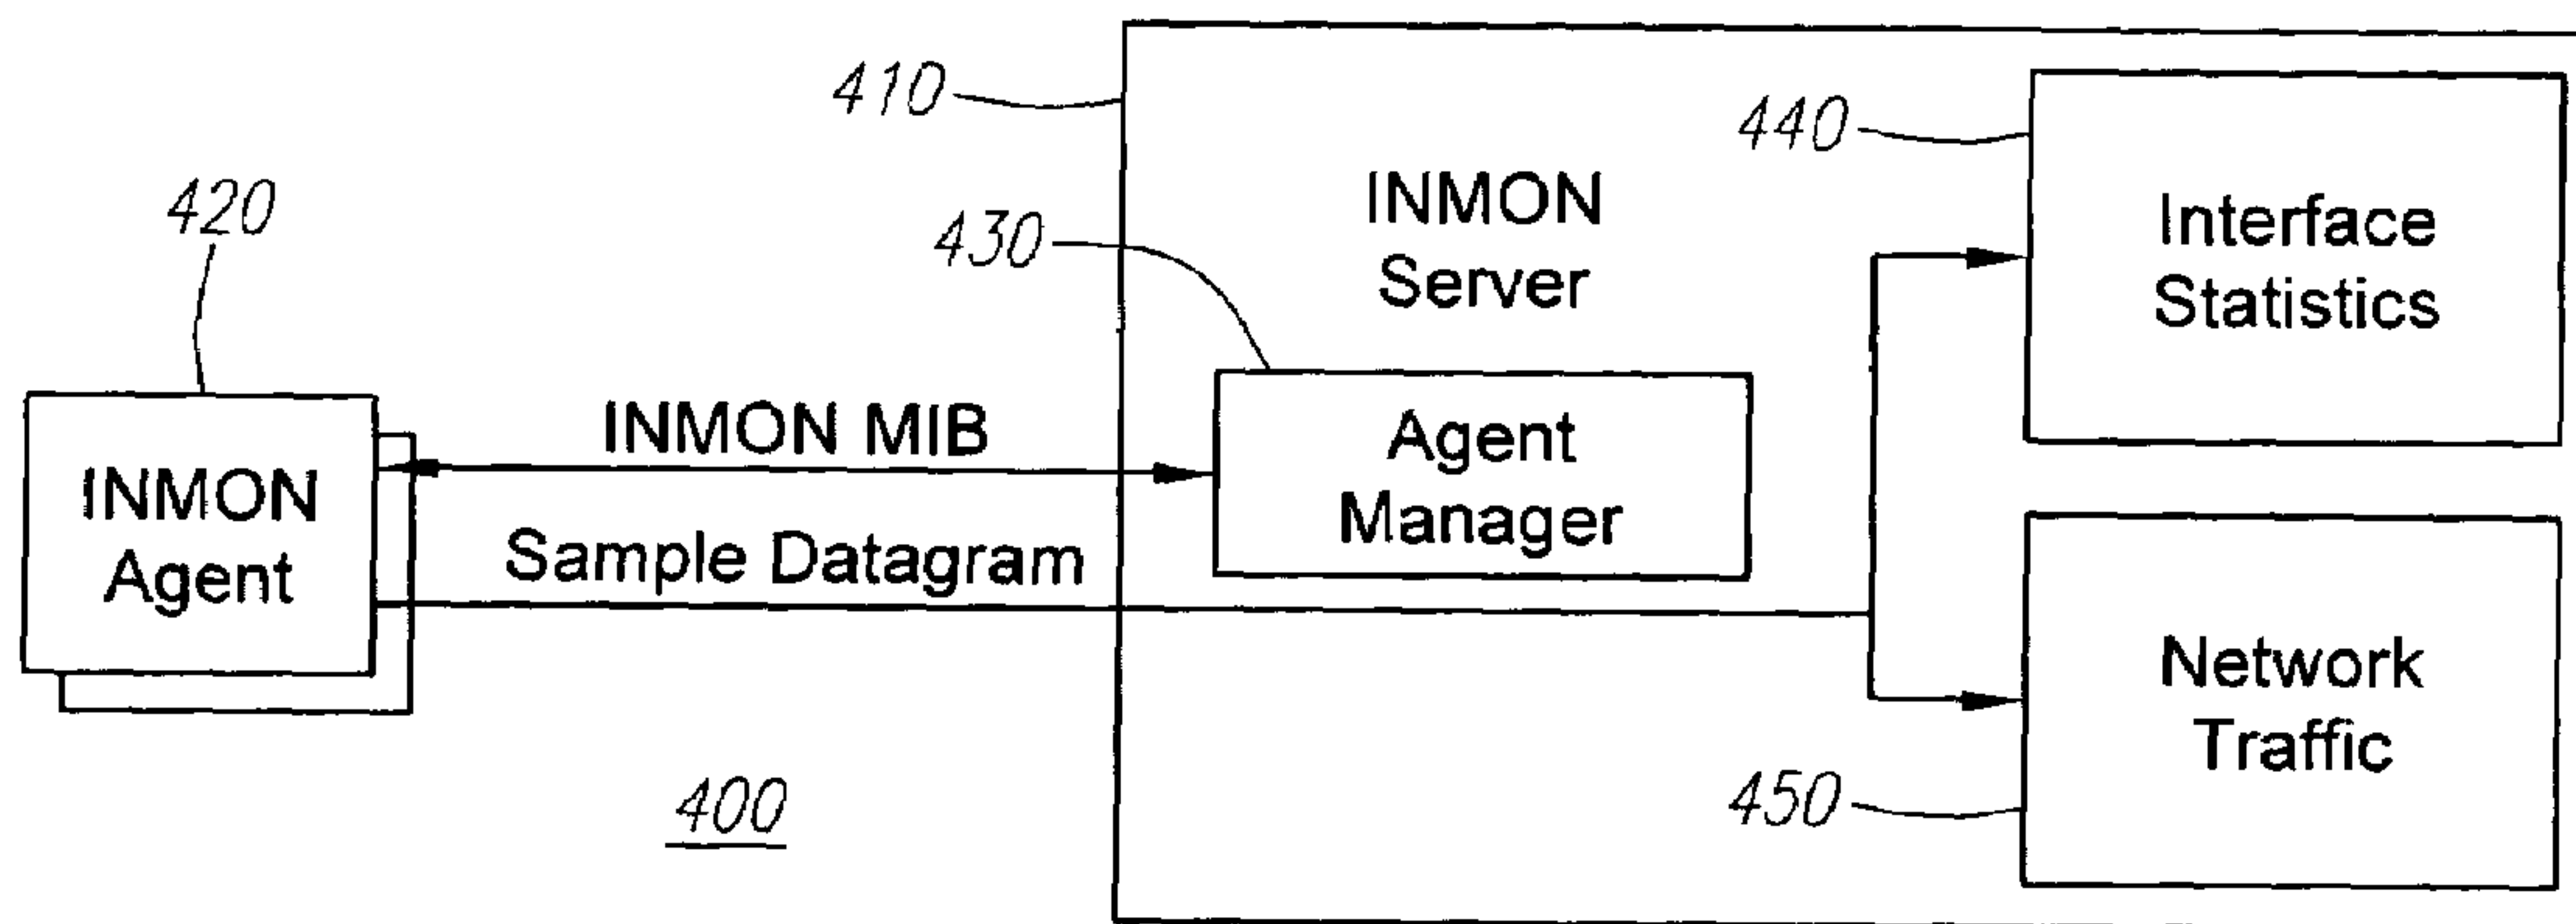 410
440
420
430
INMON
Server
Interface
Statistics
INMON MIB
Agent
Manager
INMON
Agent
Sample Datagram
Network
Traffic
400
450